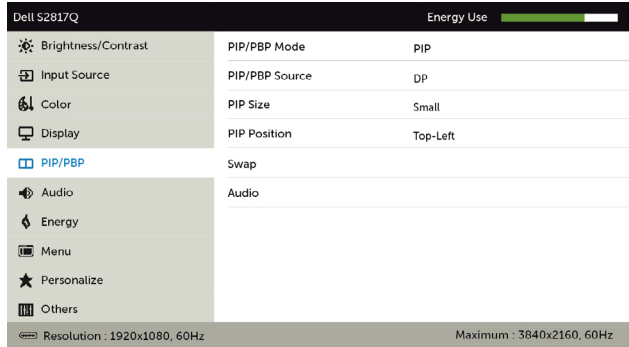 Dell S2817Q Energy Use
Brightness/Contrast PIP/PBP Mode PIP
Input Source PIP/PBP Source DP
Color PIP Size Small
Display PIP Position Top-Left
PIP/PBP Swap
Audio Audio
Energy
Menu
Personalize
Others
Resolution : 1920x1080, 60Hz Maximum : 3840x2160, 60Hz